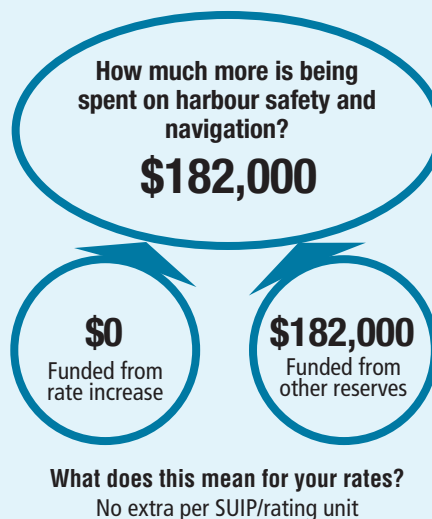 How much more is being
spent on harbour safety and
navigation?
$182,000
$0
Funded from
rate increase
$182,000
Funded from
other reserves
What does this mean for your rates?
No extra per SUIP/rating unit